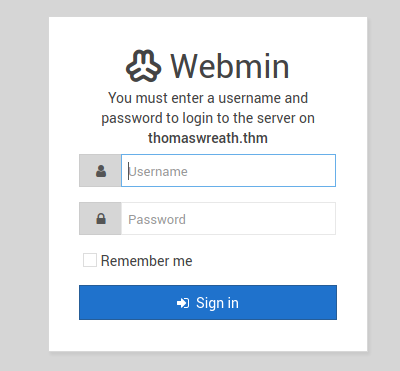 Webmin
You must enter a username and
password to login to the server on
thomaswreath.thm
Username
Password
Remember me
Sign in